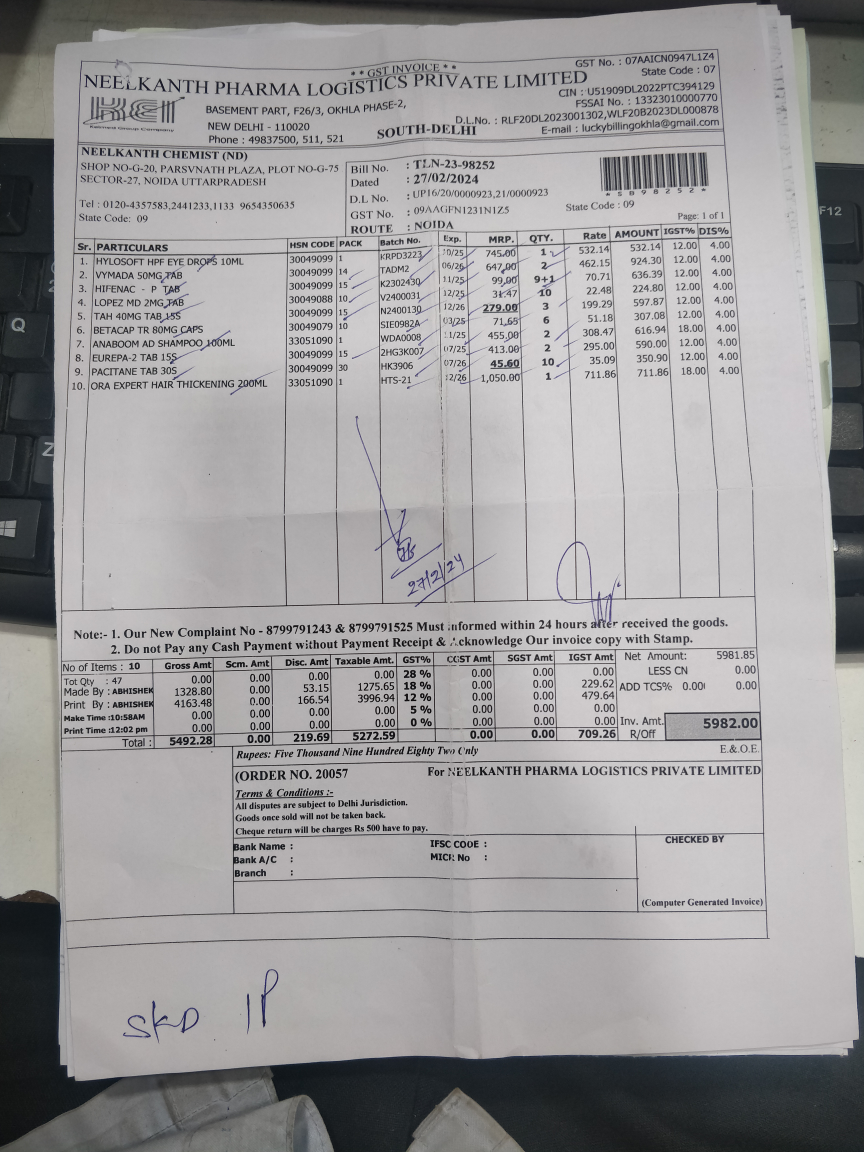 ** GST INVOICE **
GST No. : 07AAICN0947L1Z4
NEELKANTH PHARMA LOGISTICS PRIVATE LIMITED
State Code : 07
CIN : U51909DL2022PTC394129
FSSAI No. : 13323010000770
BASEMENT PART, F26/3, OKHLA PHASE-2,
D.L.No. : RLF20DL2023001302,WLF20B2023DL000878
NEW DELHI - 110020
SOUTH-DELHI
E-mail : luckybillingokhla@gmail.com
Phone : 49837500, 511, 521
NEELKANTH CHEMIST (ND)
SHOP NO-G-20, PARSVNATH PLAZA, PLOT NO-G-75
SECTOR-27, NOIDA UTTARPRADESH
Tel : 0120-4357583,2441233,1133 9654350635
State Code: 09
Bill No. : TLN-23-98252
Dated : 27/02/2024
D.L. No. : UP16/20/0000923,21/0000923
GST No. : 09AAGFN1231N1Z5
State Code : 09
ROUTE : NOIDA
*S98252*
Page: 1 of 1
Sr. PARTICULARS HSN CODE PACK Batch No. Exp. MRP. QTY. Rate AMOUNT IGST% DIS%
1. HYLOSOFT HPF EYE DROPS 10ML 30049099 1 KRPD3223 10/25 745.00 1 532.14 532.14 12.00 4.00
2. VYMADA 50MG TAB 30049099 14 TADM2 06/26 647.00 2 462.15 924.30 12.00 4.00
3. HIFENAC - P TAB 30049099 15 K2302430 11/25 99.00 9+1 70.71 636.39 12.00 4.00
4. LOPEZ MD 2MG TAB 30049088 10 V2400031 12/25 31.47 10 22.48 224.80 12.00 4.00
5. TAH 40MG TAB 15S 30049099 15 N2400130 12/26 279.00 3 199.29 597.87 12.00 4.00
6. BETACAP TR 80MG CAPS 30049079 10 SIE0982A 03/25 71.65 6 51.18 307.08 12.00 4.00
7. ANABOOM AD SHAMPOO 100ML 33051090 1 WDA0008 11/25 455.00 2 308.47 616.94 18.00 4.00
8. EUREPA-2 TAB 15S 30049099 15 2HG3K007 07/25 413.00 2 295.00 590.00 12.00 4.00
9. PACITANE TAB 30S 30049099 30 HK3906 07/26 45.60 10 35.09 350.90 12.00 4.00
10. ORA EXPERT HAIR THICKENING 200ML 33051090 1 HTS-21 12/26 1,050.00 1 711.86 711.86 18.00 4.00
27/2/24
Note:- 1. Our New Complaint No - 8799791243 & 8799791525 Must informed within 24 hours after received the goods.
2. Do not Pay any Cash Payment without Payment Receipt & Acknowledge Our invoice copy with Stamp.
No of Items : 10 Gross Amt Scm. Amt Disc. Amt Taxable Amt. GST% CGST Amt SGST Amt IGST Amt Net Amount: 5981.85
Tot Qty : 47 0.00 0.00 0.00 0.00 28 % 0.00 0.00 0.00 LESS CN 0.00
Made By : ABHISHEK 1328.80 0.00 53.15 1275.65 18 % 0.00 0.00 229.62 ADD TCS% 0.00 0.00
Print By : ABHISHEK 4163.48 0.00 166.54 3996.94 12 % 0.00 0.00 479.64
Make Time :10:58AM 0.00 0.00 0.00 0.00 5 % 0.00 0.00 0.00 Inv. Amt. 5982.00
Print Time :12:02 pm 0.00 0.00 0.00 0.00 0 % R/Off
Total : 5492.28 0.00 219.69 5272.59 0.00 0.00 709.26
Rupees: Five Thousand Nine Hundred Eighty Two Only
E.& O.E.
(ORDER NO. 20057
For NEELKANTH PHARMA LOGISTICS PRIVATE LIMITED
Terms & Conditions :-
All disputes are subject to Delhi Jurisdiction.
Goods once sold will not be taken back.
Cheque return will be charges Rs 500 have to pay.
Bank Name : IFSC CODE :
Bank A/C : MICR No :
Branch :
CHECKED BY
(Computer Generated Invoice)
SKD 1P
F12
Q
Z